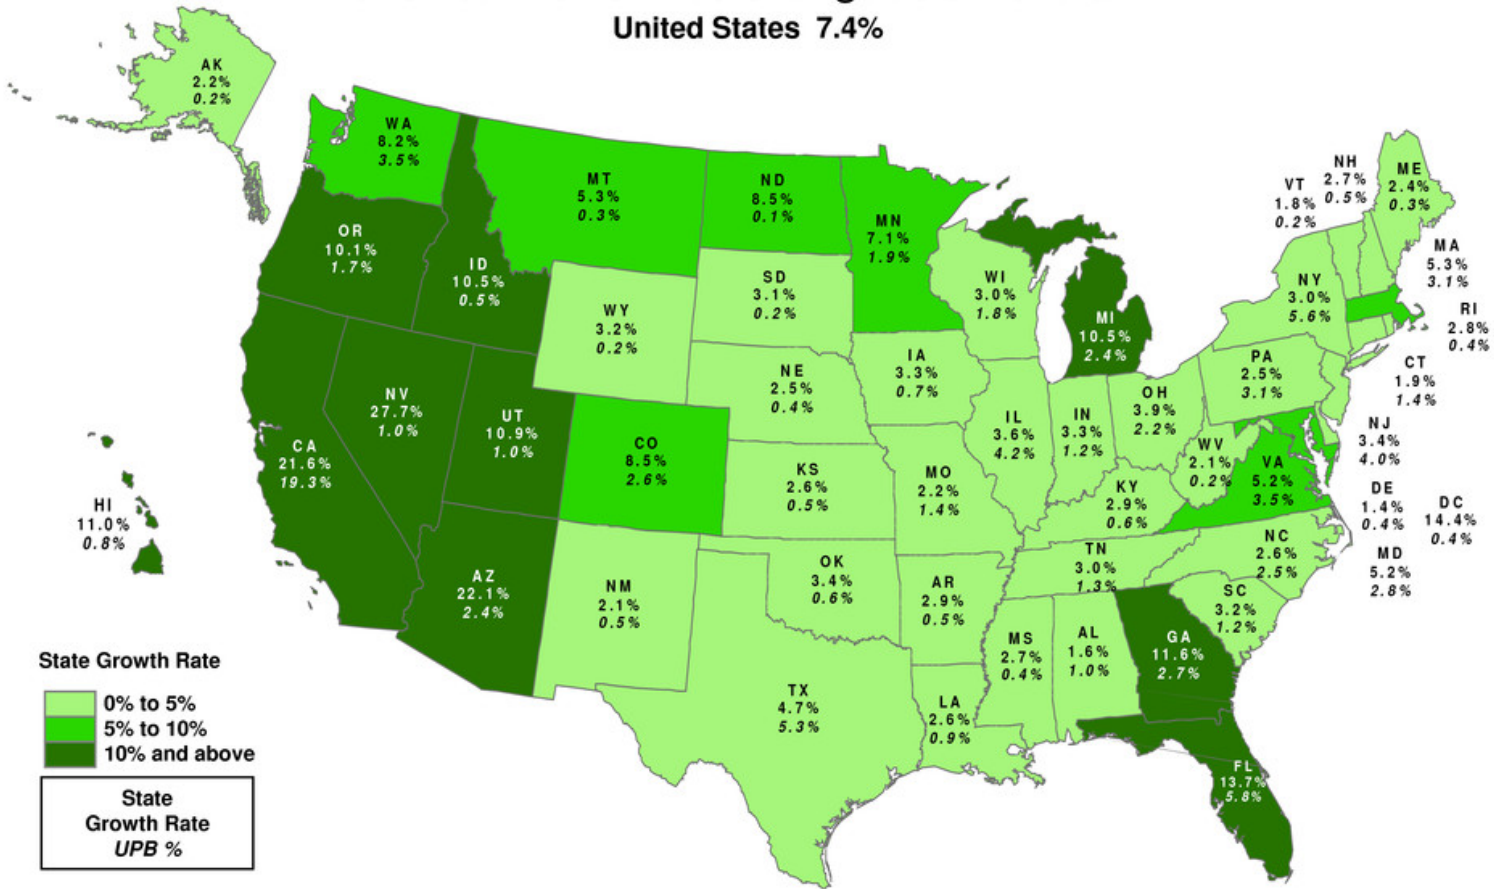 United States 7.4%
AK
2.2%
0.2%
WA
8.2%
3.5%
MT
5.3%
0.3%
ND
8.5%
0.1%
MN
7.1%
1.9%
NH
2.7%
0.5%
VT
1.8%
0.2%
ME
2.4%
0.3%
OR
10.1%
1.7%
ID
10.5%
0.5%
WY
3.2%
0.2%
SD
3.1%
0.2%
WI
3.0%
1.8%
MI
10.5%
2.4%
NY
3.0%
5.6%
MA
5.3%
3.1%
RI
2.8%
0.4%
CT
1.9%
1.4%
NV
27.7%
1.0%
UT
10.9%
1.0%
CA
21.6%
19.3%
CO
8.5%
2.6%
NE
2.5%
0.4%
IA
3.3%
0.7%
IL
3.6%
4.2%
IN
3.3%
1.2%
OH
3.9%
2.2%
PA
2.5%
3.1%
NJ
3.4%
4.0%
KS
2.6%
0.5%
MO
2.2%
1.4%
KY
2.9%
0.6%
WV
2.1%
0.2%
VA
5.2%
3.5%
DE
1.4%
0.4%
DC
14.4%
0.4%
MD
5.2%
2.8%
HI
11.0%
0.8%
AZ
22.1%
2.4%
NM
2.1%
0.5%
OK
3.4%
0.6%
AR
2.9%
0.5%
TN
3.0%
1.3%
NC
2.6%
2.5%
SC
3.2%
1.2%
MS
2.7%
0.4%
AL
1.6%
1.0%
GA
11.6%
2.7%
TX
4.7%
5.3%
LA
2.6%
0.9%
FL
13.7%
5.8%
State Growth Rate
0% to 5%
5% to 10%
10% and above
State
Growth Rate
UPB %